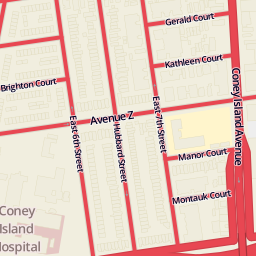 Gerald Court
Kathleen Court
Brighton Court
Avenue Z
East 6th Street
Hubbard Street
East 7th Street
Coney Island Avenue
Manor Court
Montauk Court
Coney
Island
Hospital